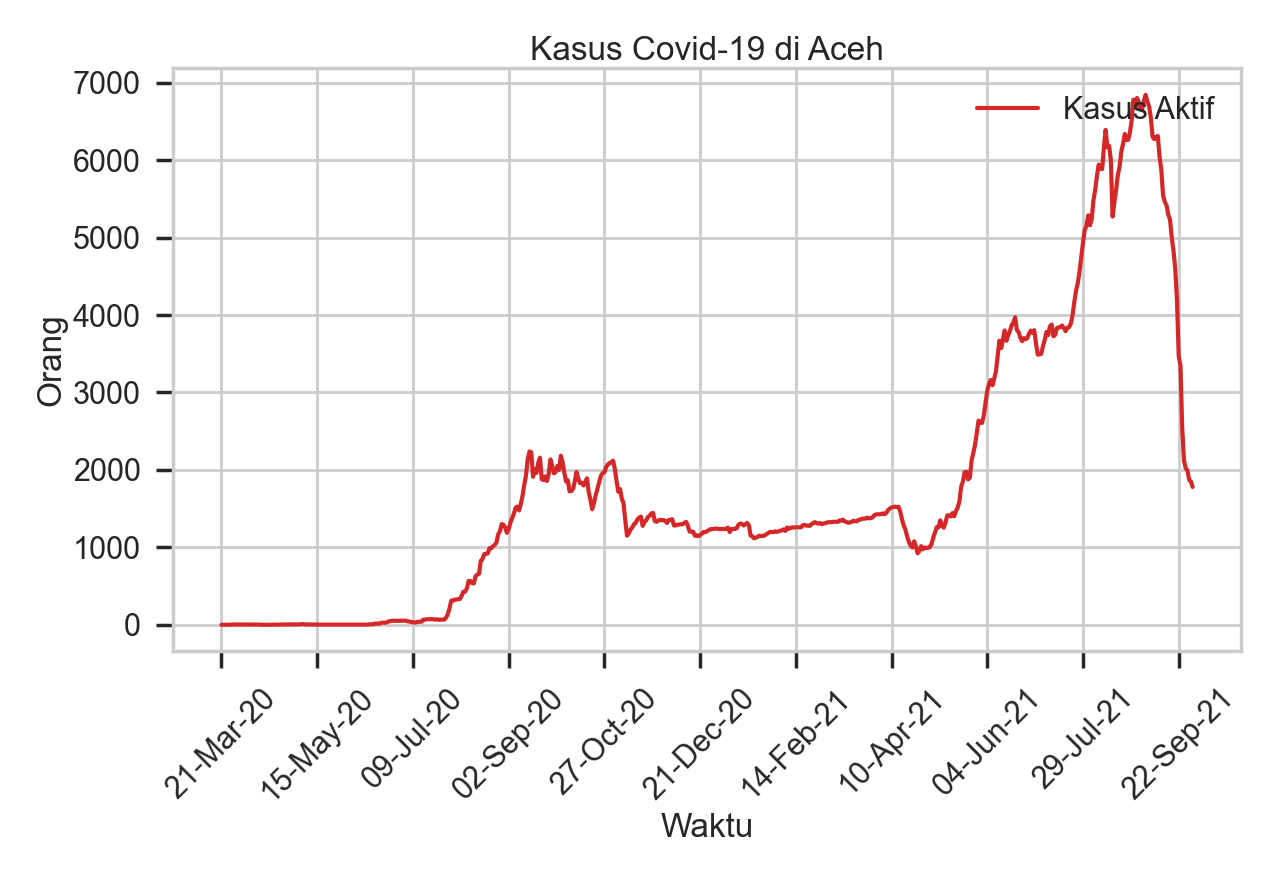 Kasus Covid-19 di Aceh
Kasus Aktif
Orang
7000
6000
5000
4000
3000
2000
1000
0
21-Mar-20
15-May-20
09-Jul-20
02-Sep-20
27-Oct-20
21-Dec-20
14-Feb-21
10-Apr-21
04-Jun-21
29-Jul-21
22-Sep-21
Waktu